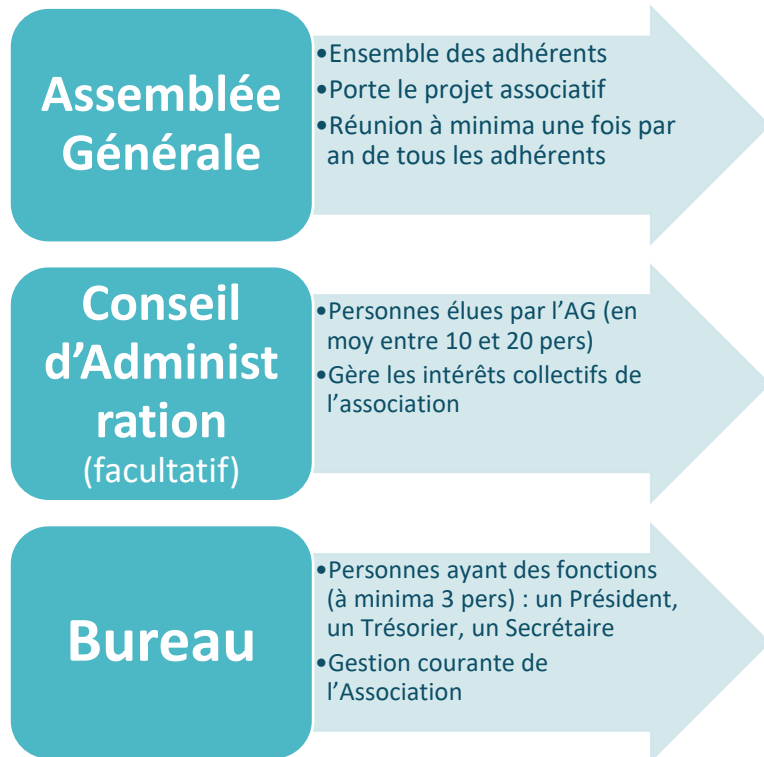 Assemblée
Générale
•Ensemble des adhérents
•Porte le projet associatif
•Réunion à minima une fois par
an de tous les adhérents
Conseil
d’Administ
ration
(facultatif)
•Personnes élues par l’AG (en
moy entre 10 et 20 pers)
•Gère les intérêts collectifs de
l’association
Bureau
•Personnes ayant des fonctions
(à minima 3 pers) : un Président,
un Trésorier, un Secrétaire
•Gestion courante de
l’Association